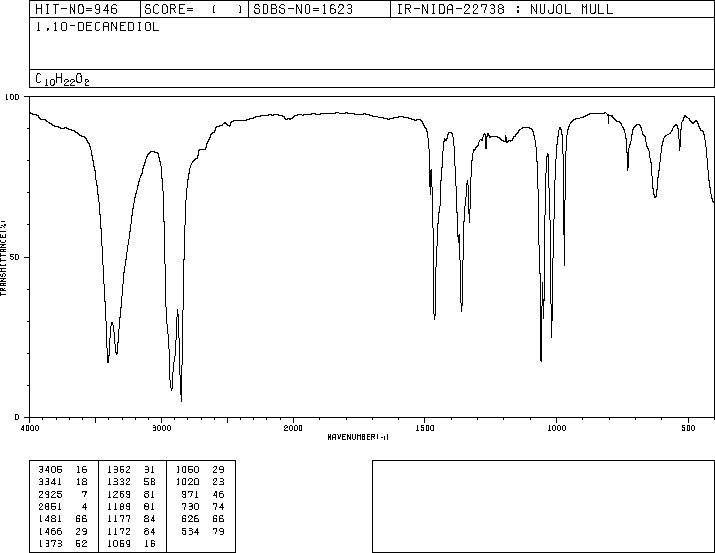 HIT-NO=946 SCORE= ( ) SDBS-NO=1623 IR-NIDA-22738 : NUJOL MULL
1,10-DECANEDIOL
C10H22O2
100
50
0
TRANSMITTANCE(%)
4000 3000 2000 1500 1000 500
WAVENUMBER(-1)
3406 16 1362 31 1050 29
3341 18 1332 58 1020 23
2925 7 1269 81 971 46
2851 4 1189 81 730 74
1481 66 1177 84 626 66
1466 29 1172 84 534 79
1373 62 1069 16